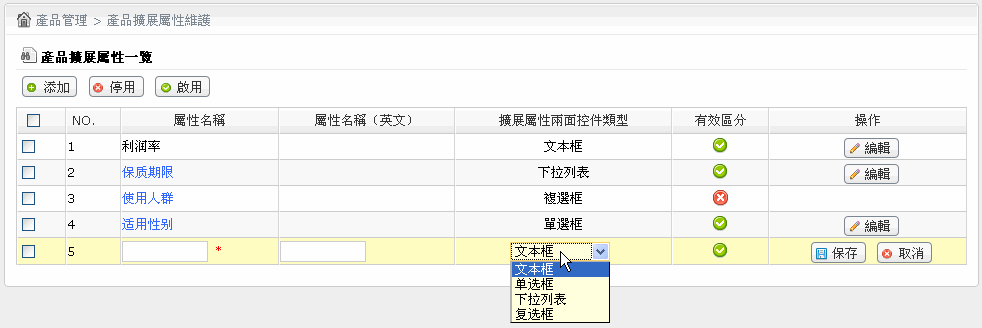 產品管理 > 產品擴展屬性維護
產品擴展屬性一覽
添加 停用 啟用
NO. 屬性名稱 屬性名稱（英文） 擴展屬性兩面控件類型 有效區分 操作
1 利润率 文本框 編輯
2 保质期限 下拉列表 編輯
3 使用人群 複選框
4 适用性别 單選框 編輯
5 * 文本框 保存 取消
文本框
单选框
下拉列表
复选框